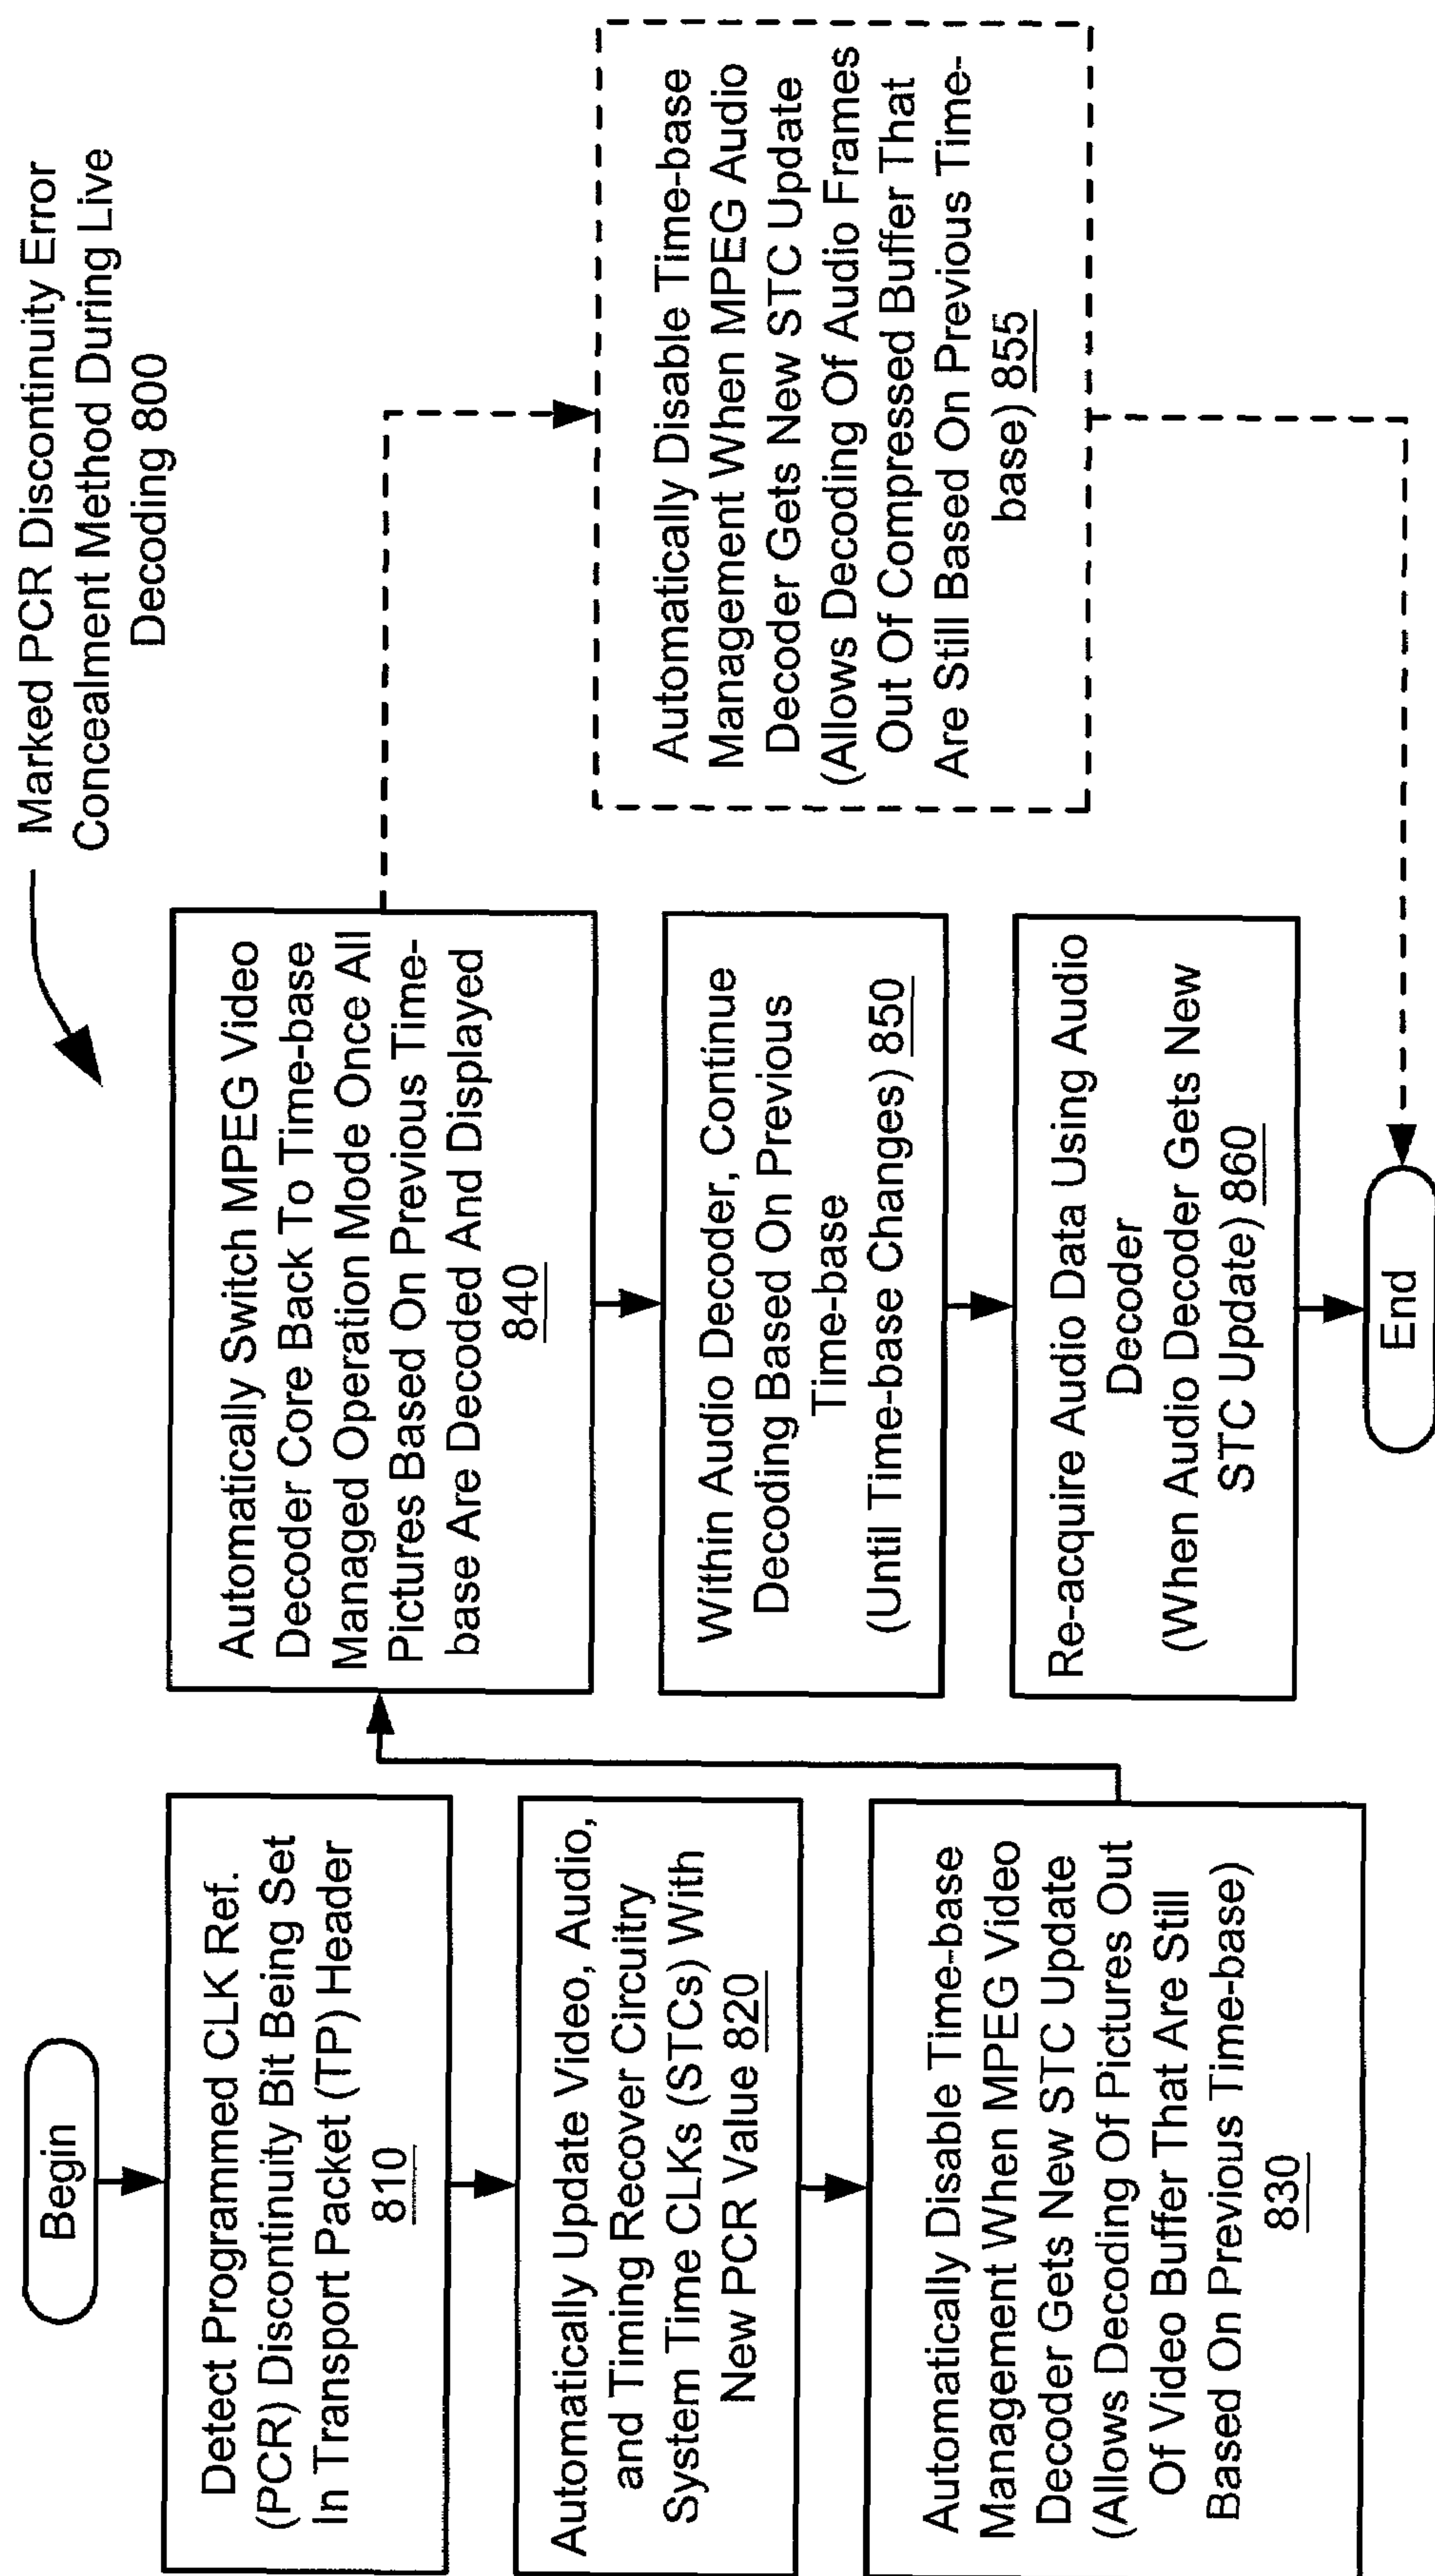 Marked PCR Discontinuity Error
Concealment Method During Live
Decoding 800
Begin
Detect Programmed CLK Ref.
(PCR) Discontinuity Bit Being Set
In Transport Packet (TP) Header
810
Automatically Update Video, Audio,
and Timing Recover Circuitry
System Time CLKs (STCs) With
New PCR Value 820
Automatically Disable Time-base
Management When MPEG Video
Decoder Gets New STC Update
(Allows Decoding Of Pictures Out
Of Video Buffer That Are Still
Based On Previous Time-base)
830
Automatically Switch MPEG Video
Decoder Core Back To Time-base
Managed Operation Mode Once All
Pictures Based On Previous Time-
base Are Decoded And Displayed
840
Within Audio Decoder, Continue
Decoding Based On Previous
Time-base
(Until Time-base Changes) 850
Re-acquire Audio Data Using Audio
Decoder
(When Audio Decoder Gets New
STC Update) 860
End
Automatically Disable Time-base
Management When MPEG Audio
Decoder Gets New STC Update
(Allows Decoding Of Audio Frames
Out Of Compressed Buffer That
Are Still Based On Previous Time-
base) 855